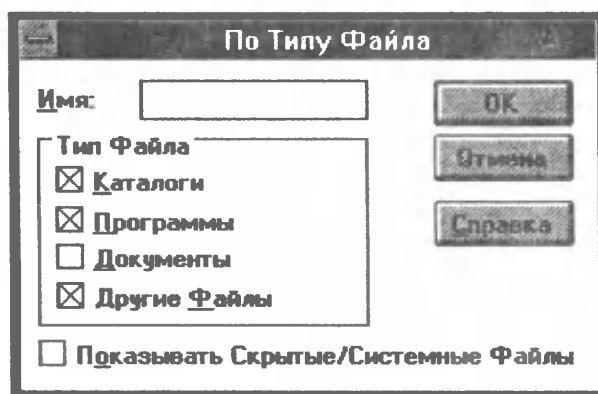 По Типу Файла
Имя:
OK
Тип Файла
Отмена
Каталоги
Программы
Справка
Документы
Другие Файлы
Показывать Скрытые/Системные Файлы